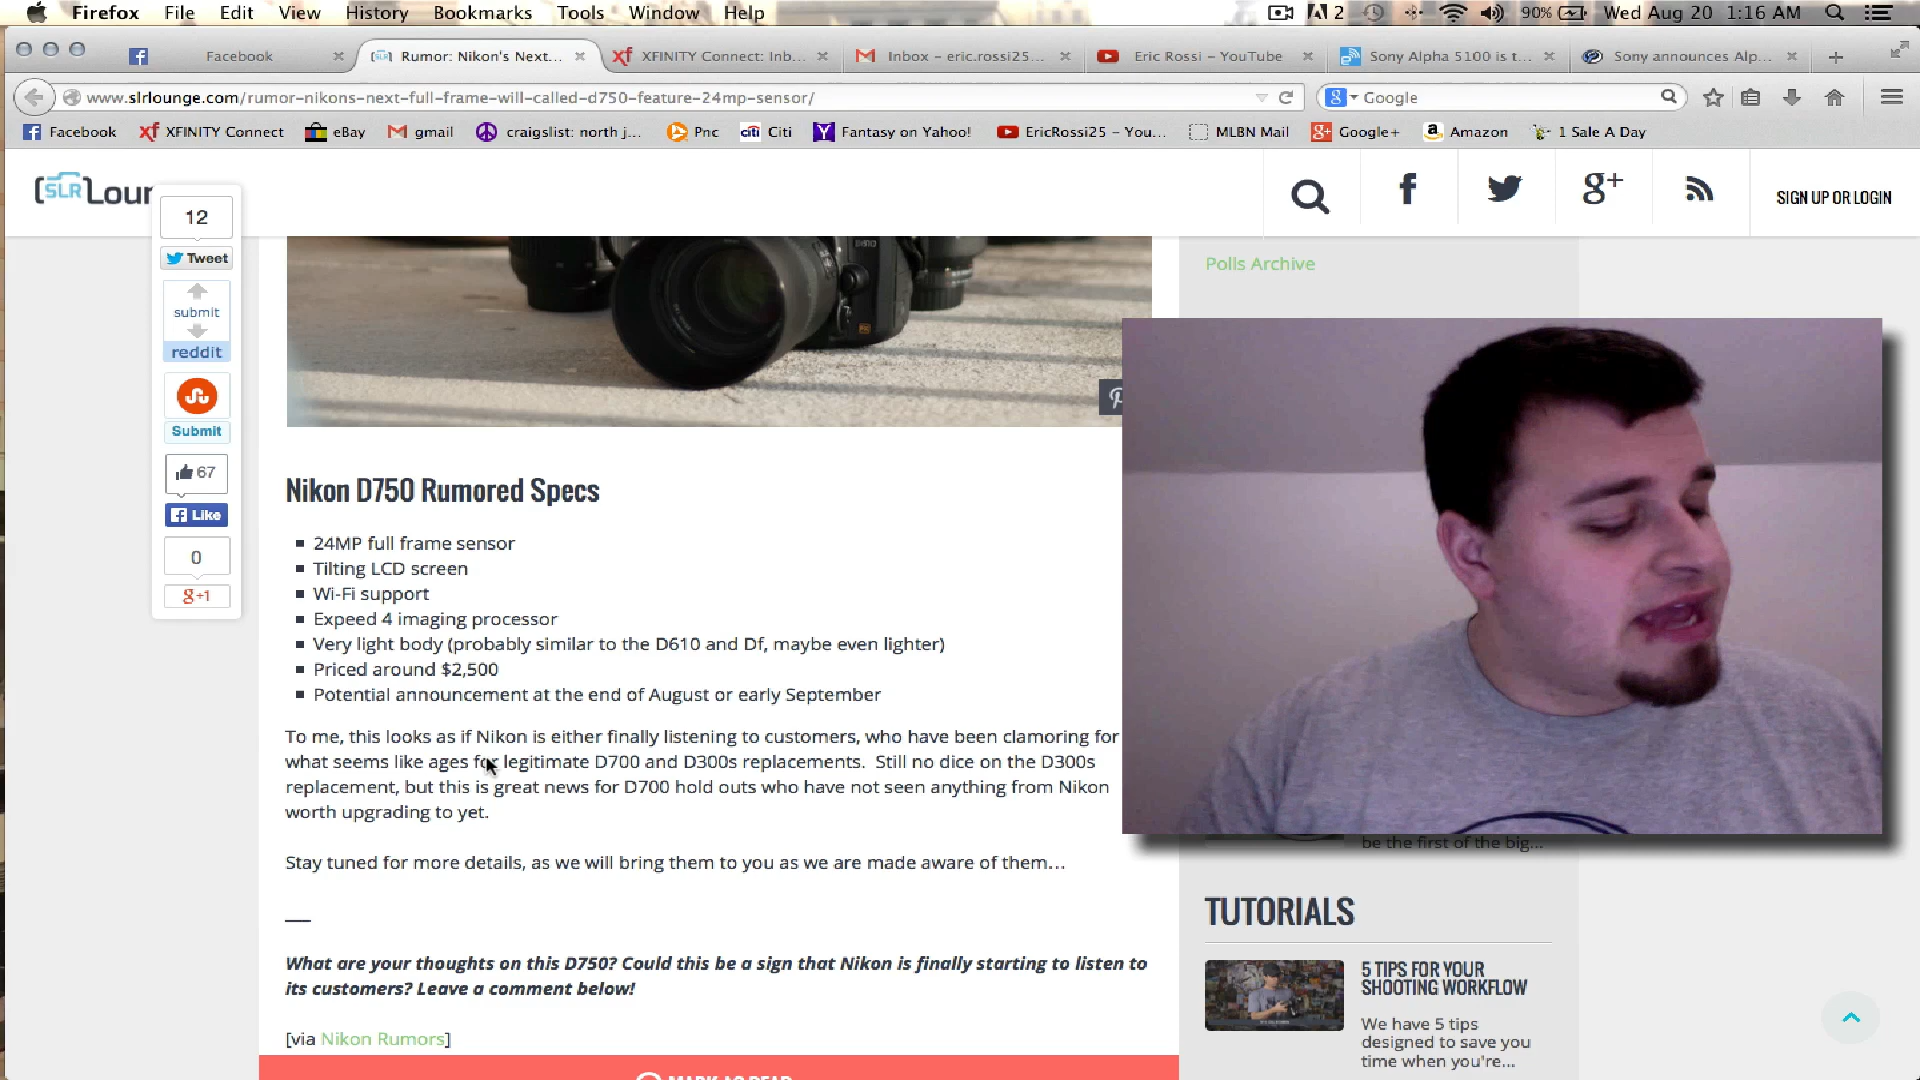 Firefox File Edit View History Bookmarks Tools Window Help 2 90% Wed Aug 20 1:16 AM
Facebook Rumor: Nikon's Next... XFINITY Connect: Inb... Inbox – eric.rossi25... Eric Rossi – YouTube Sony Alpha 5100 is t... Sony announces Alp...
www.slrlounge.com/rumor-nikons-next-full-frame-will-called-d750-feature-24mp-sensor/ Google
Facebook XFINITY Connect eBay gmail craigslist: north j... Pnc Citi Fantasy on Yahoo! EricRossi25 – You... MLBN Mail Google+ Amazon 1 Sale A Day
SLR Loun
SIGN UP OR LOGIN
12
Tweet
submit
reddit
Submit
67
Like
0
g+1
Polls Archive
Nikon D750 Rumored Specs
24MP full frame sensor
Tilting LCD screen
Wi-Fi support
Expeed 4 imaging processor
Very light body (probably similar to the D610 and Df, maybe even lighter)
Priced around $2,500
Potential announcement at the end of August or early September
To me, this looks as if Nikon is either finally listening to customers, who have been clamoring for
what seems like ages for legitimate D700 and D300s replacements. Still no dice on the D300s
replacement, but this is great news for D700 hold outs who have not seen anything from Nikon
worth upgrading to yet.
Stay tuned for more details, as we will bring them to you as we are made aware of them...
What are your thoughts on this D750? Could this be a sign that Nikon is finally starting to listen to
its customers? Leave a comment below!
[via Nikon Rumors]
MARK AS READ
be the first of the big...
TUTORIALS
5 TIPS FOR YOUR
SHOOTING WORKFLOW
We have 5 tips
designed to save you
time when you're...